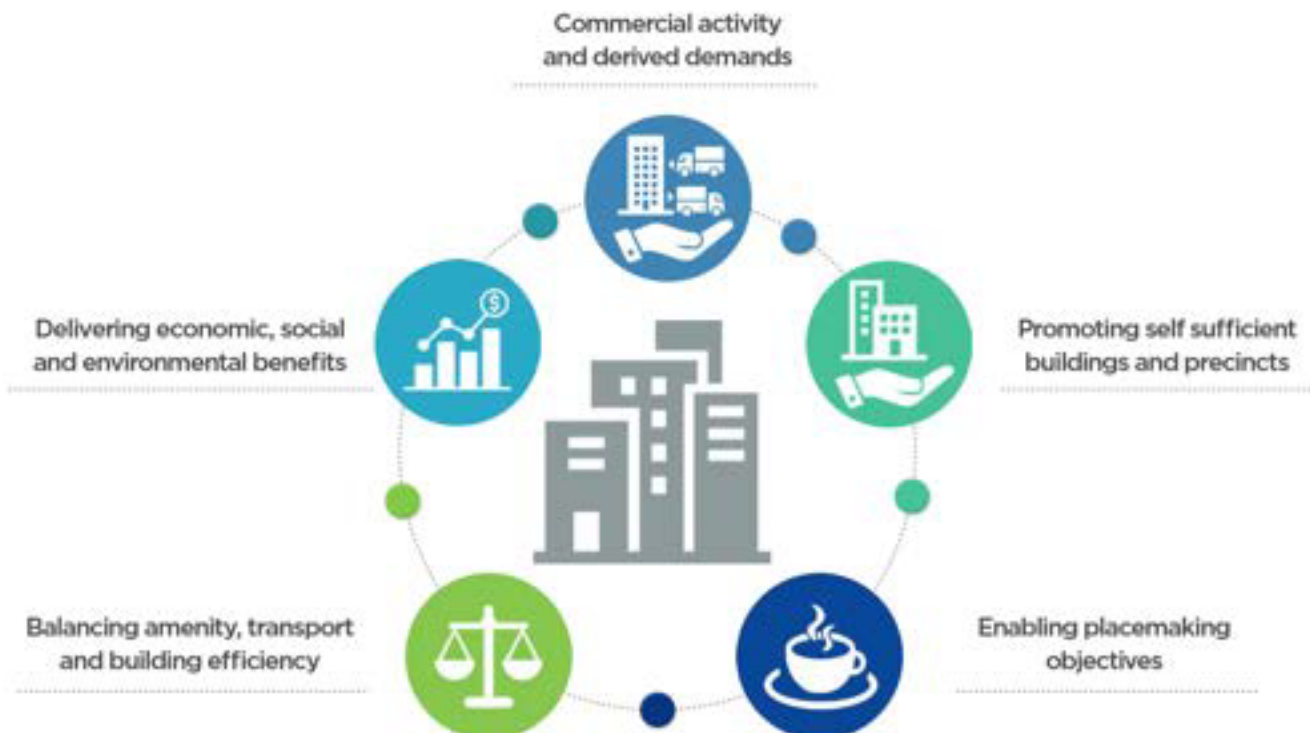 Commercial activity
and derived demands
Delivering economic, social
and environmental benefits
$
Promoting self sufficient
buildings and precincts
Balancing amenity, transport
and building efficiency
Enabling placemaking
objectives